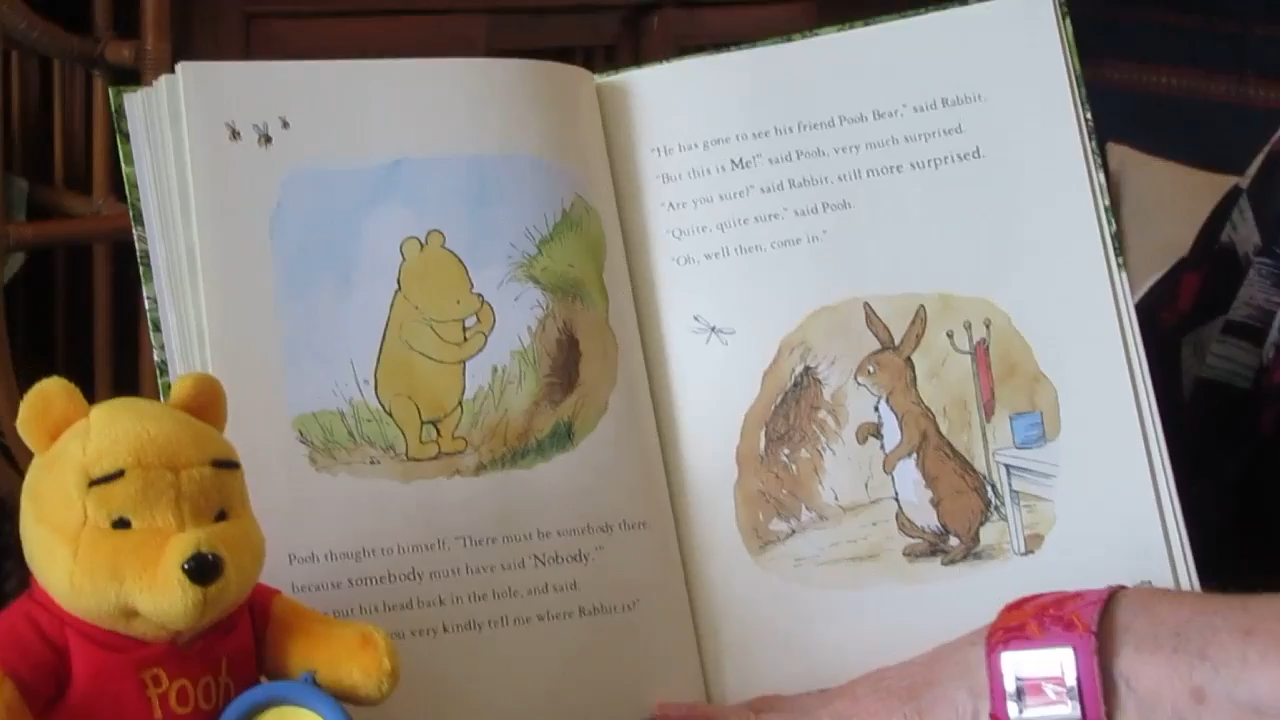 Pooh thought to himself, "There must be somebody there
because somebody must have said 'Nobody.'"
put his head back in the hole, and said:
ou very kindly tell me where Rabbit is?"
"He has gone to see his friend Pooh Bear," said Rabbit.
"But this is Me!" said Pooh, very much surprised.
"Are you sure?" said Rabbit, still more surprised.
"Quite, quite sure," said Pooh.
"Oh, well then, come in."
Pooh